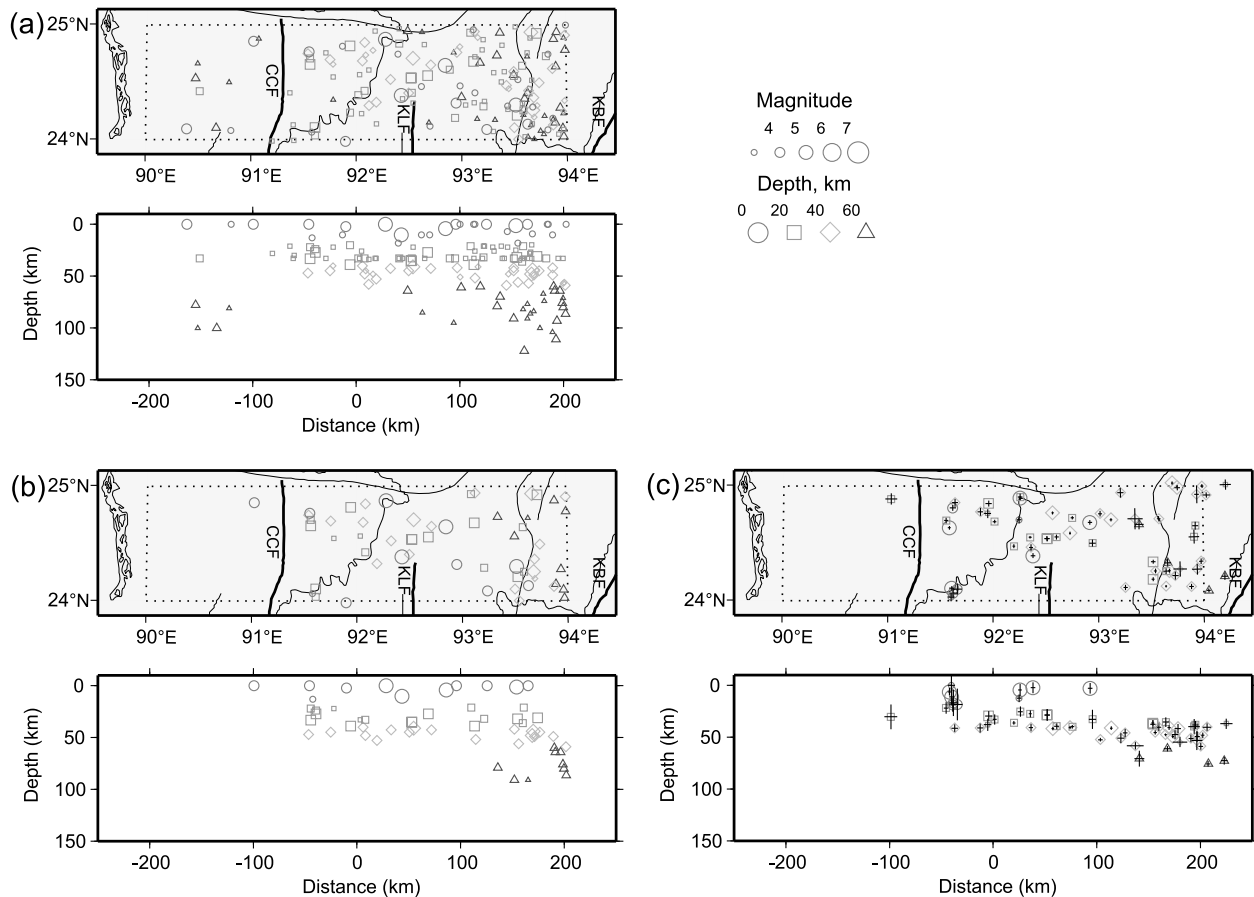 (a)
25°N
24°N
CCF
KLF
KBF
90°E 91°E 92°E 93°E 94°E
Magnitude
4 5 6 7
Depth, km
0 20 40 60
0
50
100
150
Depth (km)
-200 -100 0 100 200
Distance (km)
(b)
25°N
24°N
CCF
KLF
KBF
90°E 91°E 92°E 93°E 94°E
0
50
100
150
Depth (km)
-200 -100 0 100 200
Distance (km)
(c)
25°N
24°N
CCF
KLF
KBF
90°E 91°E 92°E 93°E 94°E
0
50
100
150
Depth (km)
-200 -100 0 100 200
Distance (km)